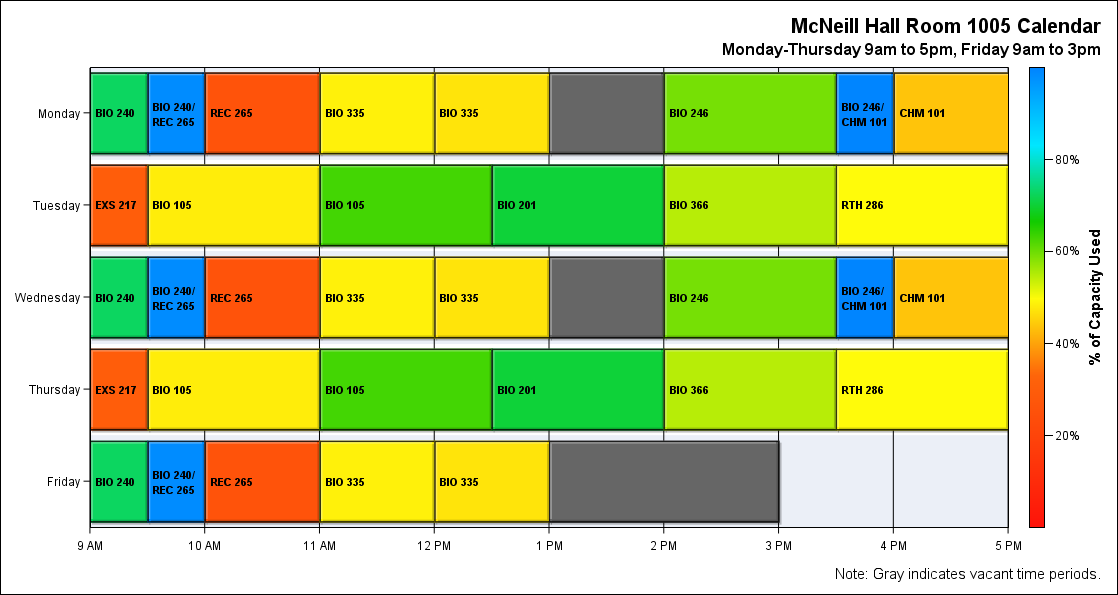 McNeill Hall Room 1005 Calendar
Monday-Thursday 9am to 5pm, Friday 9am to 3pm
Monday
BIO 240
BIO 240/
REC 265
REC 265
BIO 335
BIO 335
BIO 246
BIO 246/
CHM 101
CHM 101
Tuesday
EXS 217
BIO 105
BIO 105
BIO 201
BIO 366
RTH 286
Wednesday
BIO 240
BIO 240/
REC 265
REC 265
BIO 335
BIO 335
BIO 246
BIO 246/
CHM 101
CHM 101
Thursday
EXS 217
BIO 105
BIO 105
BIO 201
BIO 366
RTH 286
Friday
BIO 240
BIO 240/
REC 265
REC 265
BIO 335
BIO 335
9 AM
10 AM
11 AM
12 PM
1 PM
2 PM
3 PM
4 PM
5 PM
80%
60%
40%
20%
% of Capacity Used
Note: Gray indicates vacant time periods.